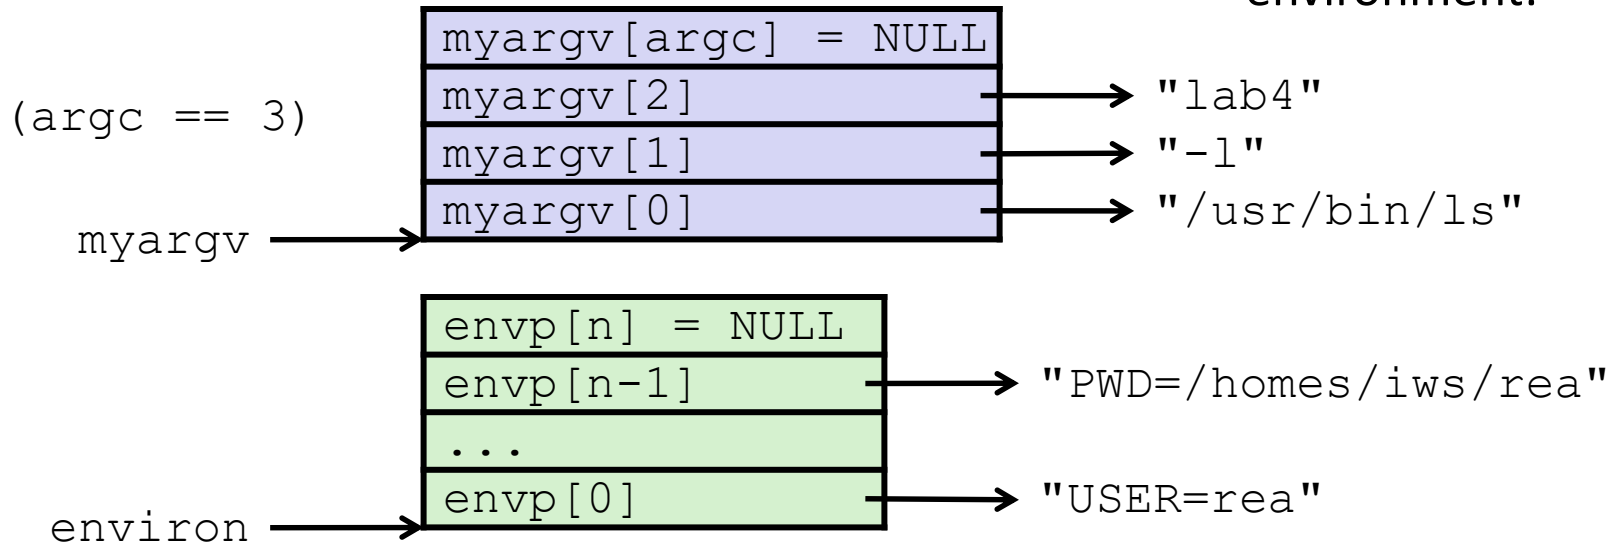 environment.
myargv[argc] = NULL
myargv[2]
"lab4"
(argc == 3)
myargv[1]
"-l"
myargv[0]
"/usr/bin/ls"
myargv
envp[n] = NULL
envp[n-1]
"PWD=/homes/iws/rea"
...
envp[0]
"USER=rea"
environ